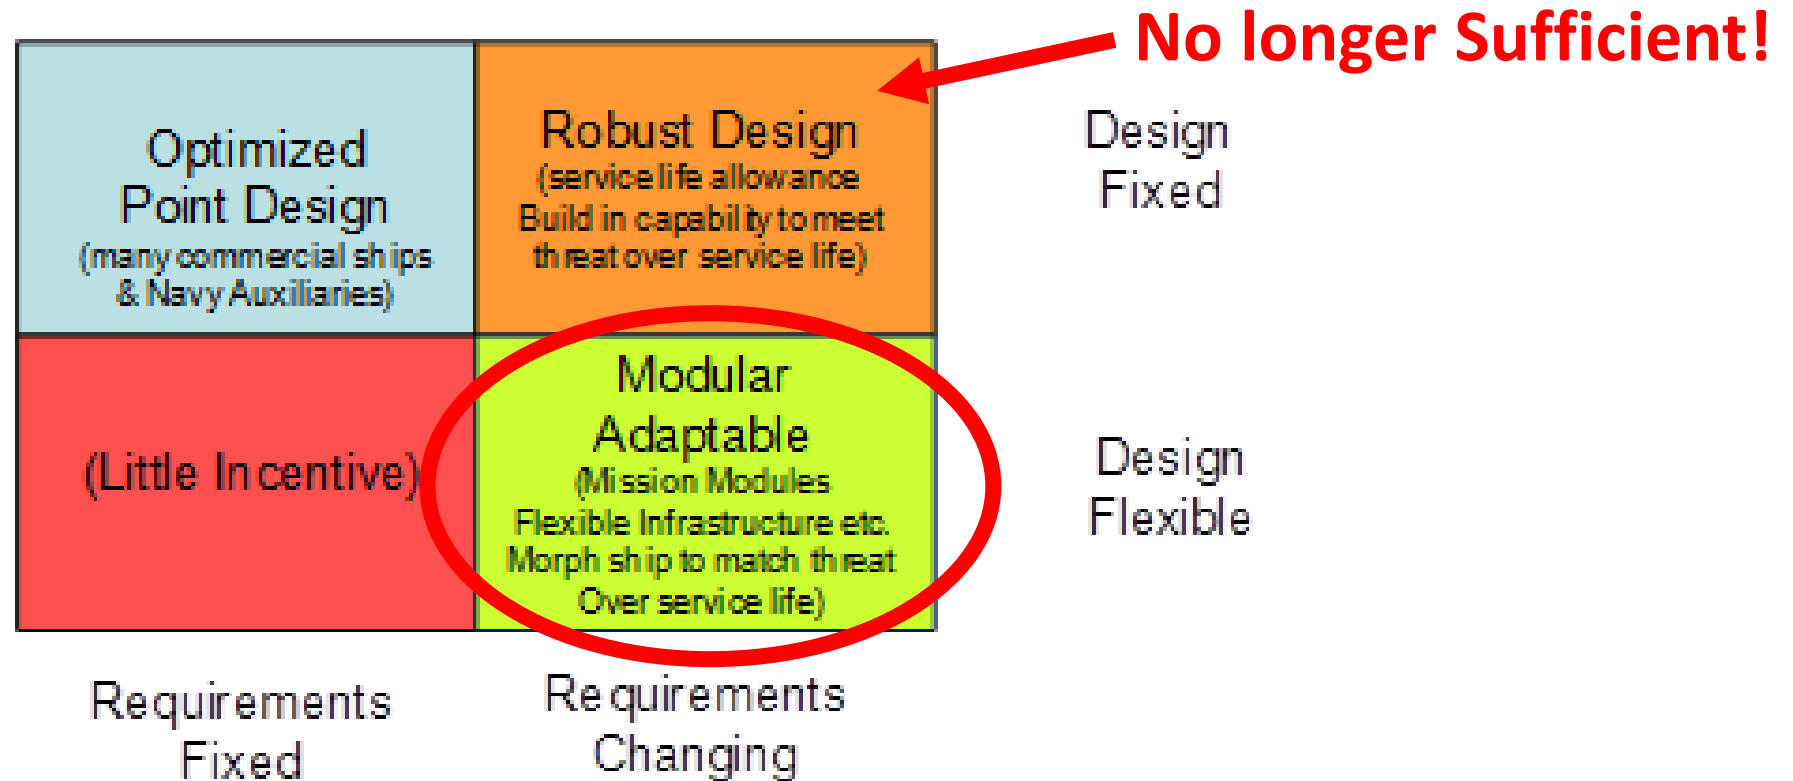 No longer Sufficient!
Optimized
Point Design
(many commercial ships
& Navy Auxiliaries)
Robust Design
(service life allowance
Build in capability to meet
threat over service life)
Design
Fixed
(Little Incentive)
Modular
Adaptable
(Mission Modules
Flexible Infrastructure etc.
Morph ship to match threat
Over service life)
Design
Flexible
Requirements
Fixed
Requirements
Changing